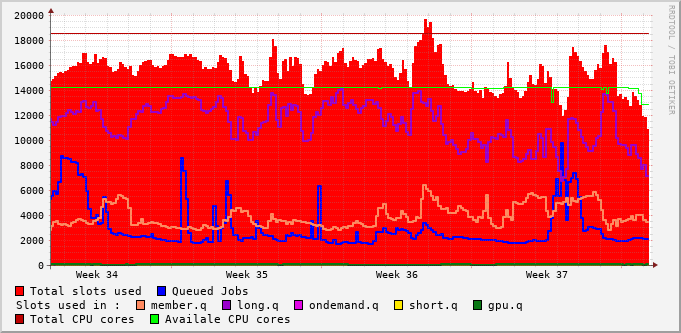 20000
18000
16000
14000
12000
10000
8000
6000
4000
2000
0
Week 34 Week 35 Week 36 Week 37
RRDTOOL / TOBI OETIKER
Total slots used Queued Jobs
Slots used in : member.q long.q ondemand.q short.q gpu.q
Total CPU cores Availale CPU cores